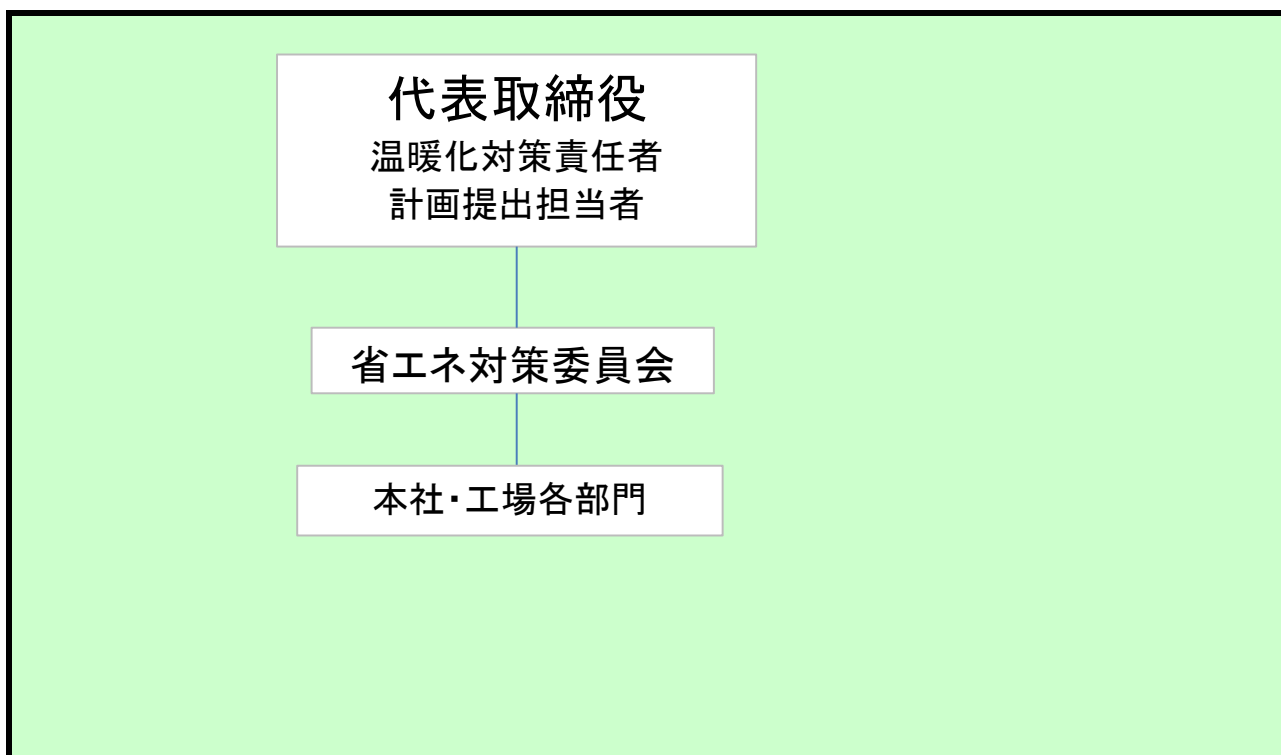 代表取締役
温暖化対策責任者
計画提出担当者
省エネ対策委員会
本社・工場各部門